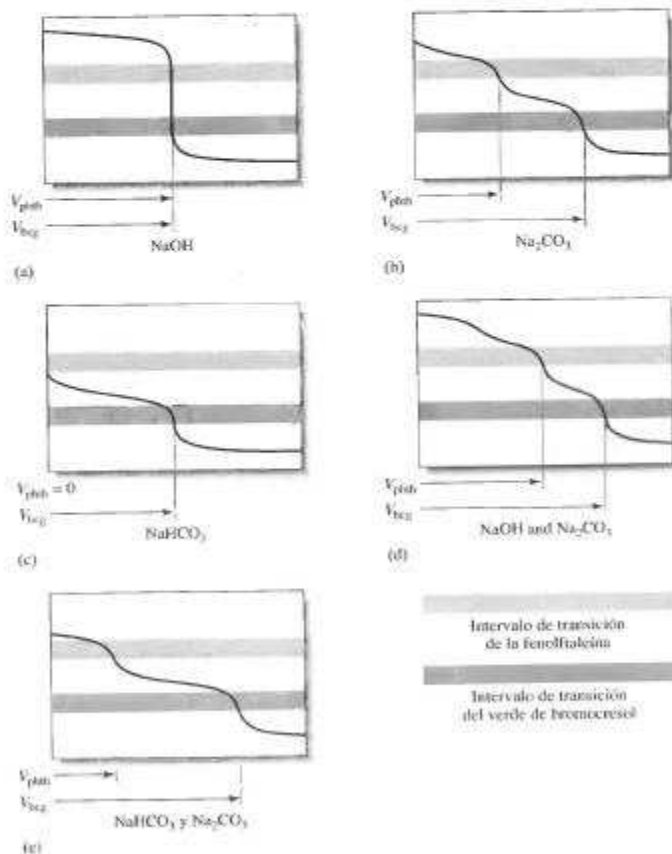 V_phth
V_bcg
NaOH
(a)
V_phth
V_bcg
Na₂CO₃
(b)
V_phth = 0
V_bcg
NaHCO₃
(c)
V_phth
V_bcg
NaOH and Na₂CO₃
(d)
V_phth
V_bcg
NaHCO₃ y Na₂CO₃
(e)
Intervalo de transición
de la fenolftaleína
Intervalo de transición
del verde de bromocresol